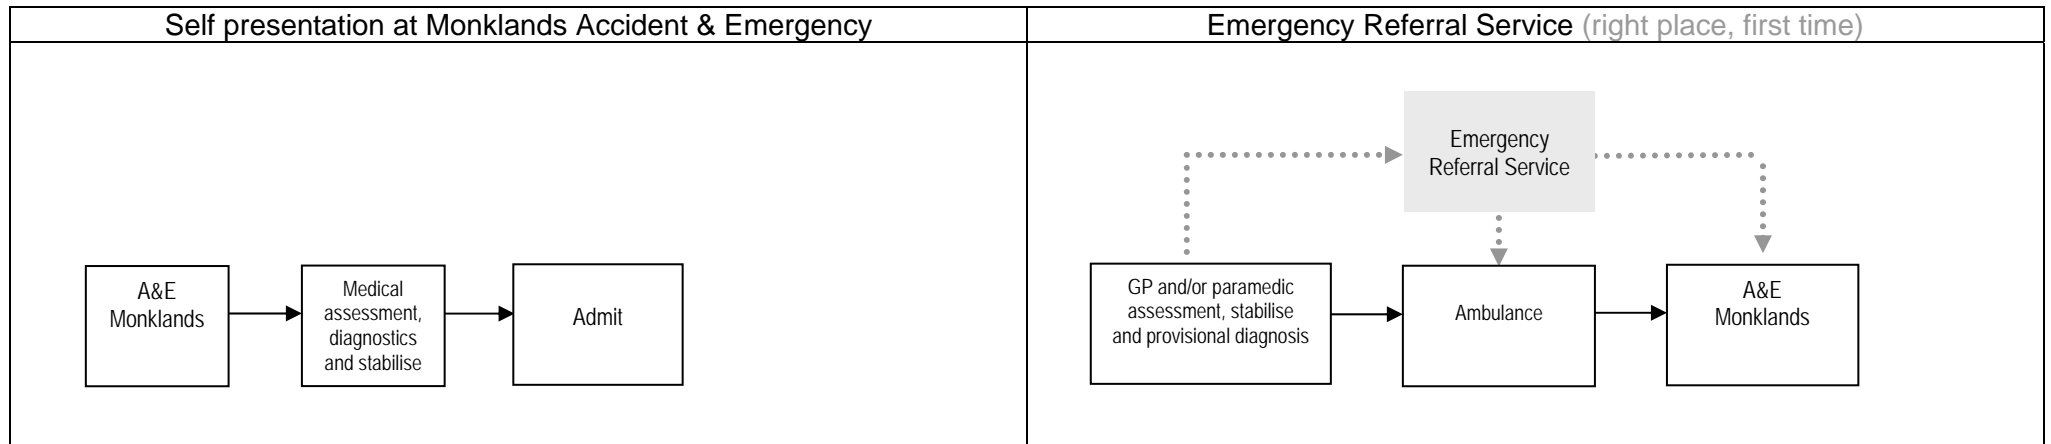 Self presentation at Monklands Accident & Emergency
Emergency Referral Service (right place, first time)
Emergency
Referral Service
A&E
Monklands
Medical
assessment,
diagnostics
and stabilise
Admit
GP and/or paramedic
assessment, stabilise
and provisional diagnosis
Ambulance
A&E
Monklands